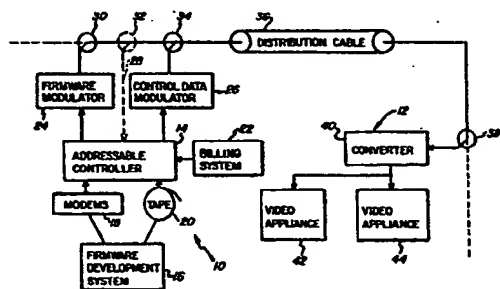 30
32
34
36
DISTRIBUTION CABLE
28
FIRMWARE
MODULATOR
24
CONTROL DATA
MODULATOR
26
12
38
14
22
40
ADDRESSABLE
CONTROLLER
BILLING
SYSTEM
CONVERTER
MODEMS
18
TAPE
20
10
VIDEO
APPLIANCE
42
VIDEO
APPLIANCE
44
FIRMWARE
DEVELOPMENT
SYSTEM
16